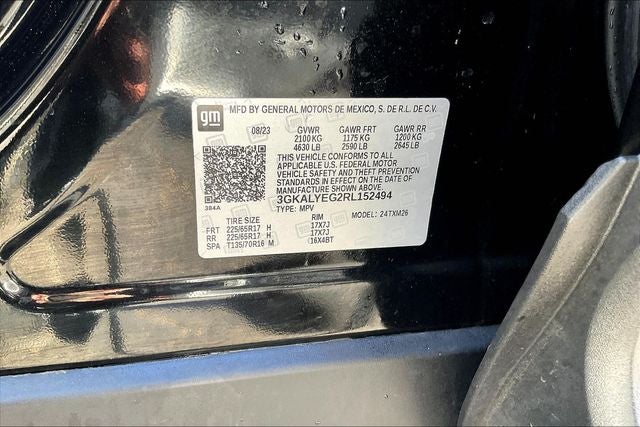 gm MFD BY GENERAL MOTORS DE MEXICO, S. DE R.L. DE C.V.
08/23 GVWR GAWR FRT GAWR RR
2100 KG 1175 KG 1200 KG
4630 LB 2590 LB 2645 LB
THIS VEHICLE CONFORMS TO ALL
APPLICABLE U.S. FEDERAL MOTOR
VEHICLE SAFETY AND THEFT
PREVENTION STANDARDS IN
EFFECT ON THE DATE OF
MANUFACTURE SHOWN ABOVE.
3GKALYEG2RL152494
384A TYPE: MPV
TIRE SIZE RIM MODEL: 24TXM26
FRT 225/65R17 H 17X7J
RR 225/65R17 H 17X7J
SPA T135/70R16 M 16X4BT